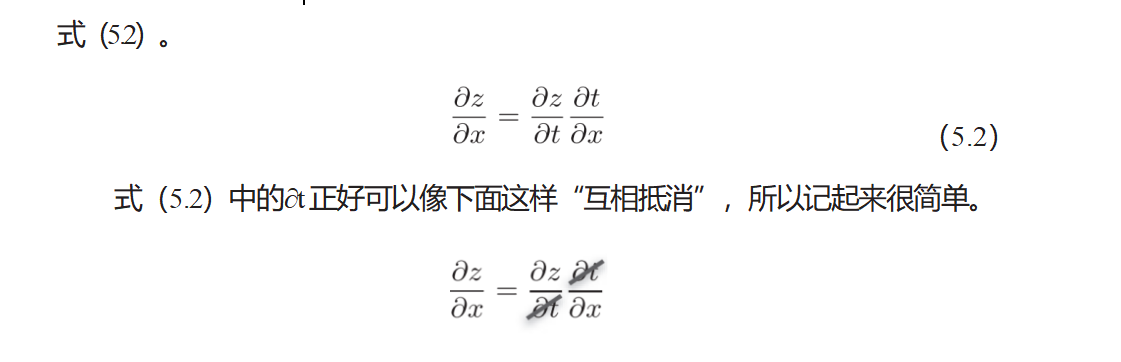 式（5.2）。
∂z/∂x = ∂z/∂t ∂t/∂x （5.2）
式（5.2）中的∂t正好可以像下面这样“互相抵消”，所以记起来很简单。
∂z/∂x = ∂z/∂t ∂t/∂x